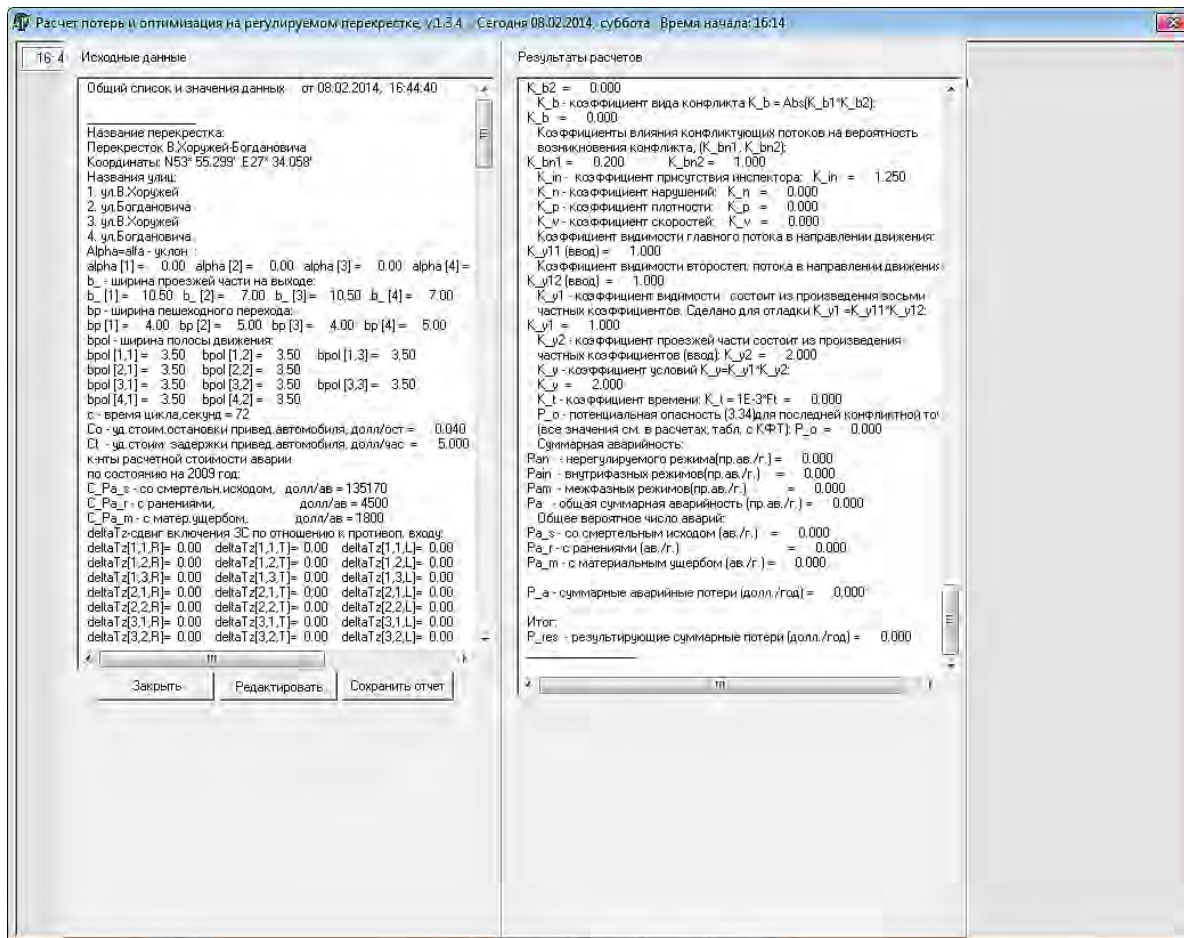 Расчет потерь и оптимизация на регулируемом перекрестке, v.1.3.4 Сегодня 08.02.2014, суббота Время начала: 16:14
16:4
Исходные данные
Общий список и значения данных от 08.02.2014, 16:44:40
Название перекрестка:
Перекресток В.Хоружей-Богдановича
Координаты: N53* 55.299' E27* 34.058'
Названия улиц:
1. ул.В.Хоружей
2. ул.Богдановича
3. ул.В.Хоружей
4. ул.Богдановича
Alpha=alfa - уклон :
alpha [1] = 0.00 alpha [2] = 0.00 alpha [3] = 0.00 alpha [4] =
b_ - ширина проезжей части на выходе:
b_ [1] = 10.50 b_ [2] = 7.00 b_ [3] = 10.50 b_ [4] = 7.00
bp - ширина пешеходного перехода:
bp [1] = 4.00 bp [2] = 5.00 bp [3] = 4.00 bp [4] = 5.00
bpol - ширина полосы движения:
bpol [1,1] = 3.50 bpol [1,2] = 3.50 bpol [1,3] = 3.50
bpol [2,1] = 3.50 bpol [2,2] = 3.50
bpol [3,1] = 3.50 bpol [3,2] = 3.50 bpol [3,3] = 3.50
bpol [4,1] = 3.50 bpol [4,2] = 3.50
c - время цикла,секунд = 72
Co - уд.стоим.остановки привед.автомобиля, долл/ост = 0.040
Ct - уд.стоим. задержки привед.автомобиля, долл/час = 5.000
к-нты расчетной стоимости аварии
по состоянию на 2009 год:
C_Pa_s - со смертельн.исходом, долл/ав = 135170
C_Pa_r - с ранениями, долл/ав = 4500
C_Pa_m - с матер.ущербом, долл/ав = 1800
deltaTz-сдвиг включения ЗС по отношению к противоп. входу:
deltaTz[1,1,R]= 0.00 deltaTz[1,1,T]= 0.00 deltaTz[1,1,L]= 0.00
deltaTz[1,2,R]= 0.00 deltaTz[1,2,T]= 0.00 deltaTz[1,2,L]= 0.00
deltaTz[1,3,R]= 0.00 deltaTz[1,3,T]= 0.00 deltaTz[1,3,L]= 0.00
deltaTz[2,1,R]= 0.00 deltaTz[2,1,T]= 0.00 deltaTz[2,1,L]= 0.00
deltaTz[2,2,R]= 0.00 deltaTz[2,2,T]= 0.00 deltaTz[2,2,L]= 0.00
deltaTz[3,1,R]= 0.00 deltaTz[3,1,T]= 0.00 deltaTz[3,1,L]= 0.00
deltaTz[3,2,R]= 0.00 deltaTz[3,2,T]= 0.00 deltaTz[3,2,L]= 0.00
Закрыть Редактировать Сохранить отчет
Результаты расчетов
K_b2 = 0.000
K_b - коэффициент вида конфликта K_b = Abs(K_b1*K_b2):
K_b = 0.000
Коэффициенты влияния конфликтующих потоков на вероятность
возникновения конфликта, (K_bn1, K_bn2):
K_bn1 = 0.200 K_bn2 = 1.000
K_in - коэффициент присутствия инспектора: K_in = 1.250
K_n - коэффициент нарушений: K_n = 0.000
K_p - коэффициент плотности: K_p = 0.000
K_v - коэффициент скоростей: K_v = 0.000
Коэффициент видимости главного потока в направлении движения:
K_y11 (ввод) = 1.000
Коэффициент видимости второстеп. потока в направлении движения
K_y12 (ввод) = 1.000
K_y1 - коэффициент видимости состоит из произведения восьми
частных коэффициентов. Сделано для отладки K_y1 =K_y11*K_y12:
K_y1 = 1.000
K_y2 - коэффициент проезжей части состоит из произведения
частных коэффициентов (ввод): K_y2 = 2.000
K_y - коэффициент условий K_y=K_y1*K_y2:
K_y = 2.000
K_t - коэффициент времени: K_t = 1E-3*Ft = 0.000
P_o - потенциальная опасность (3.34)для последней конфликтной точ
(все значения см. в расчетах, табл. с КФТ): P_o = 0.000
Суммарная аварийность:
Pan - нерегулируемого режима(пр.ав./г.) = 0.000
Pain - внутрифазных режимов(пр.ав./г.) = 0.000
Pam - межфазных режимов(пр.ав./г.) = 0.000
Pa - общая суммарная аварийность (пр.ав./г.) = 0.000
Общее вероятное число аварий:
Pa_s - со смертельным исходом (ав./г.) = 0.000
Pa_r - с ранениями (ав./г.) = 0.000
Pa_m - с материальным ущербом (ав./г.) = 0.000
P_a - суммарные аварийные потери (долл./год) = 0.000
Итог:
P_res - результирующие суммарные потери (долл./год) = 0.000